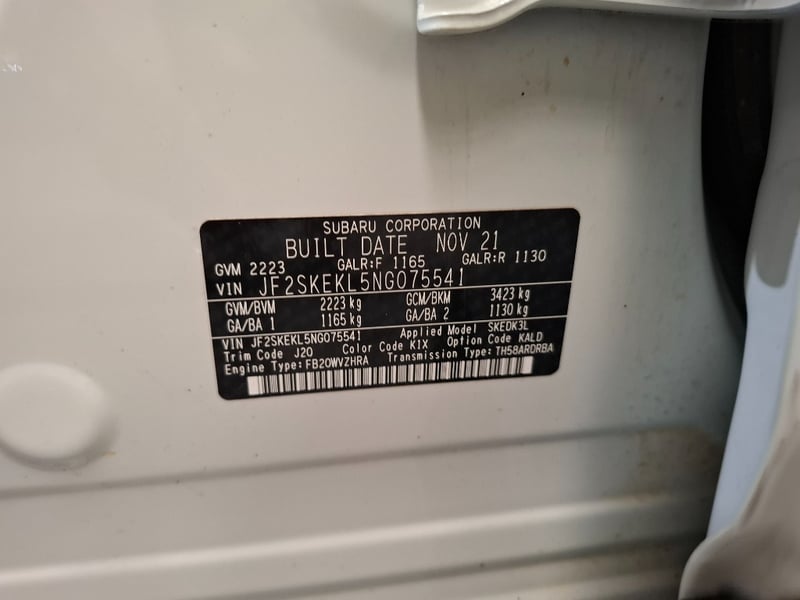 SUBARU CORPORATION
BUILT DATE NOV 21
GVM 2223 GALR:F 1165 GALR:R 1130
VIN JF2SKEKL5NG075541
GVM/BVM 2223 kg GCM/BKM 3423 kg
GA/BA 1 1165 kg GA/BA 2 1130 kg
VIN JF2SKEKL5NG075541 Applied Model SKEDK3L
Trim Code J20 Color Code K1X Option Code KALD
Engine Type:FB20WVZHRA Transmission Type:TH58ARDRBA